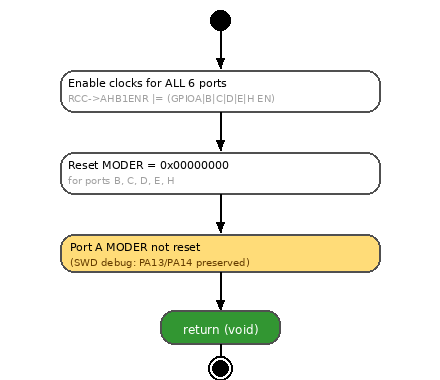 Enable clocks for ALL 6 ports
RCC->AHB1ENR |= (GPIOA|B|C|D|E|H EN)
Reset MODER = 0x00000000
for ports B, C, D, E, H
Port A MODER not reset
(SWD debug: PA13/PA14 preserved)
return (void)